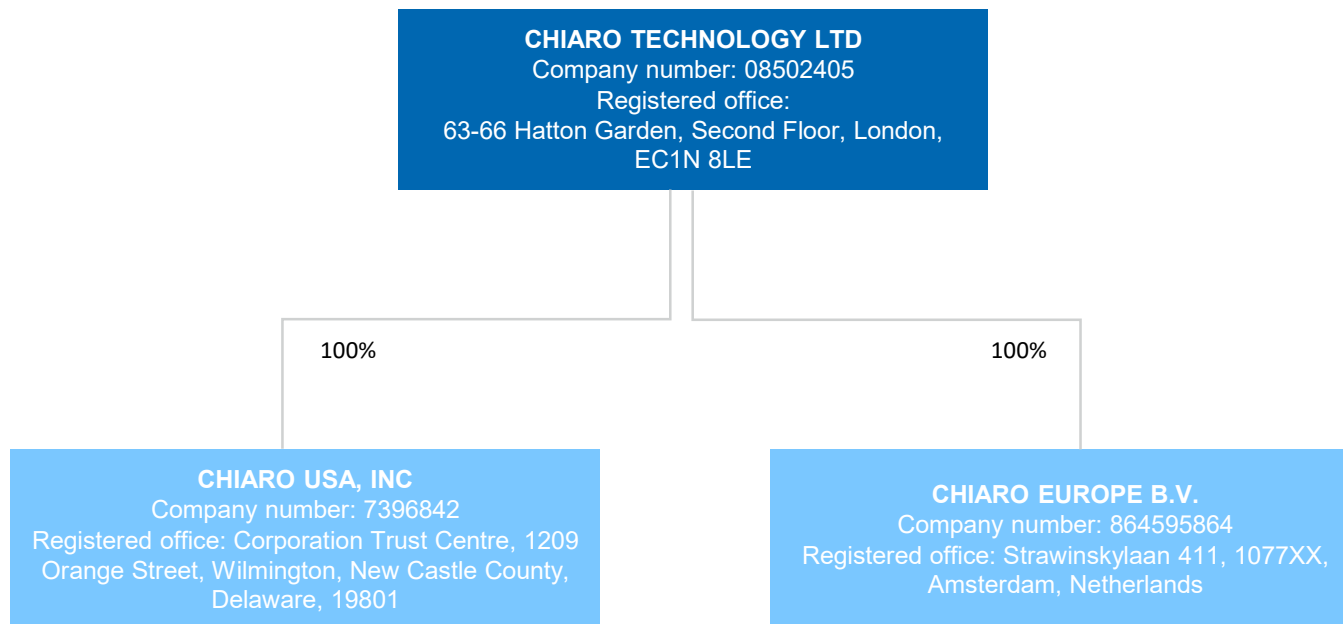 CHIARO TECHNOLOGY LTD
Company number: 08502405
Registered office:
63-66 Hatton Garden, Second Floor, London,
EC1N 8LE
100%
100%
CHIARO USA, INC
Company number: 7396842
Registered office: Corporation Trust Centre, 1209
Orange Street, Wilmington, New Castle County,
Delaware, 19801
CHIARO EUROPE B.V.
Company number: 864595864
Registered office: Strawinskylaan 411, 1077XX,
Amsterdam, Netherlands